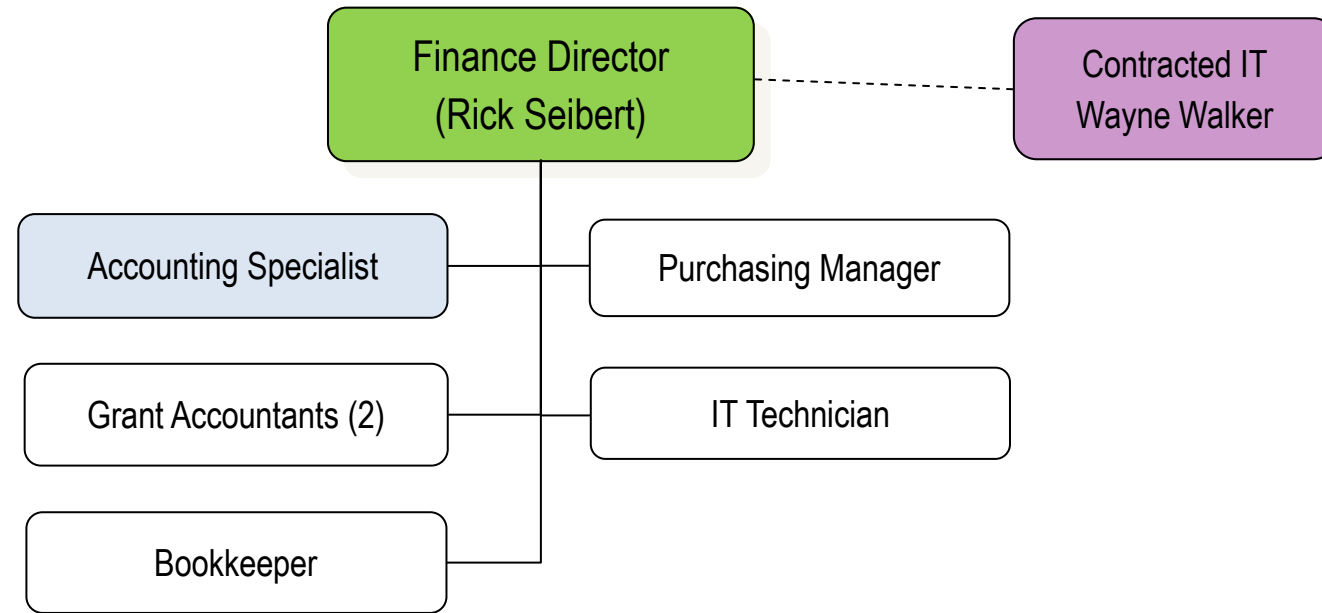 Finance Director
(Rick Seibert)
Contracted IT
Wayne Walker
Accounting Specialist
Purchasing Manager
Grant Accountants (2)
IT Technician
Bookkeeper